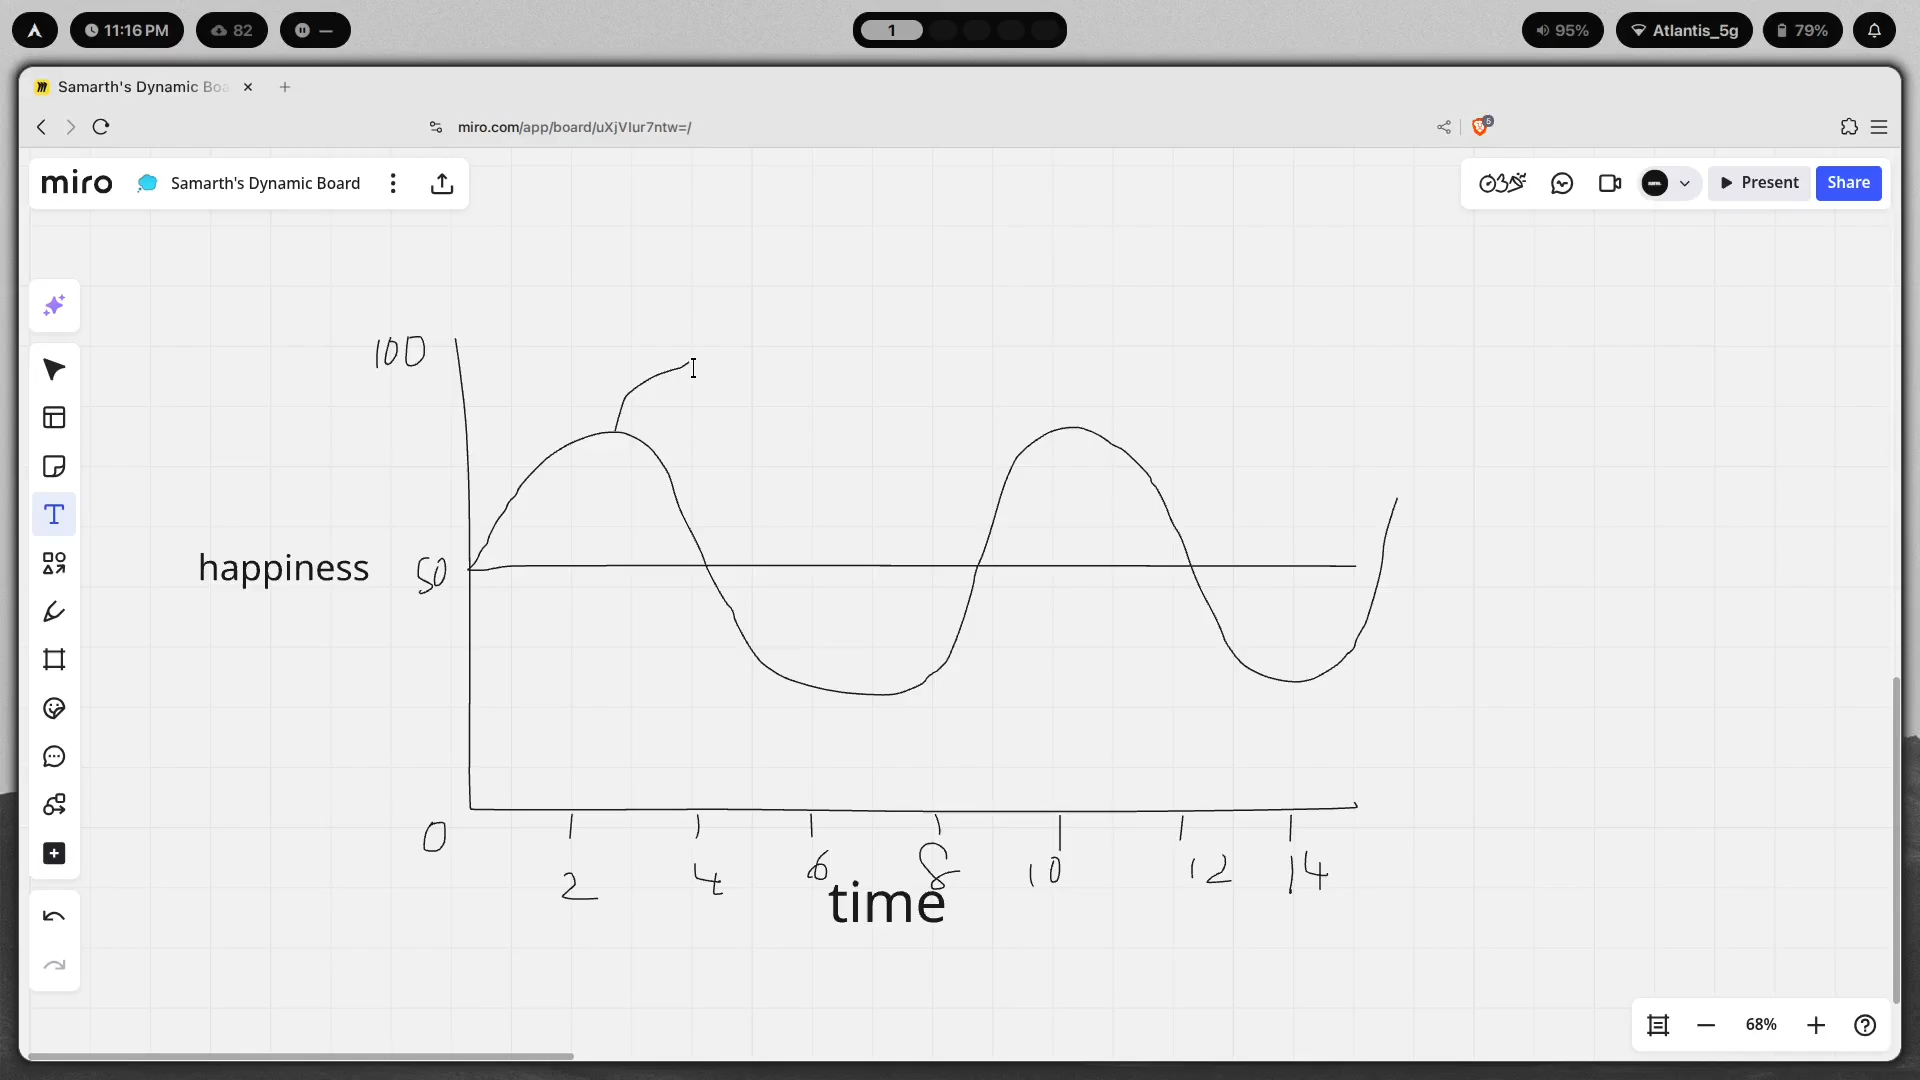 11:16 PM
82
1
95%
Atlantis_5g
79%
Samarth's Dynamic Boa
miro.com/app/board/uXjVIur7ntw=/
5
miro
Samarth's Dynamic Board
Present
Share
100
happiness
50
0
2
4
6
8
10
12
14
time
68%